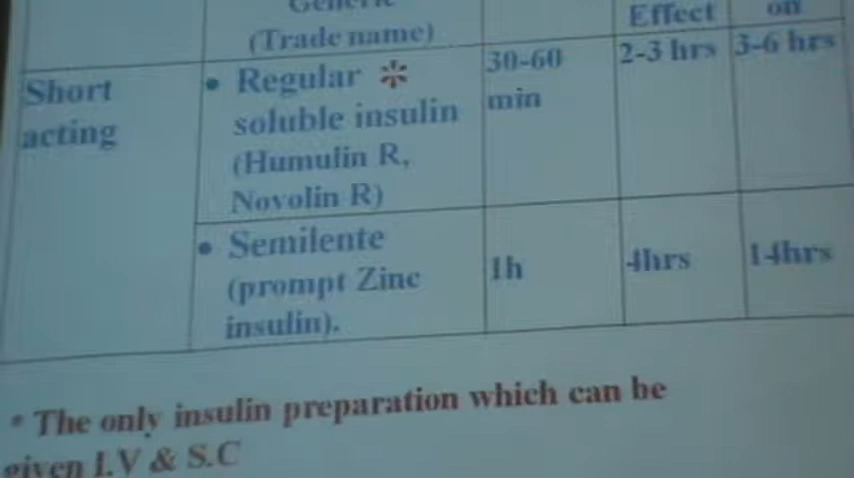 Generic
(Trade name)
Effect
on
Short
acting
• Regular *
soluble insulin
(Humulin R,
Novolin R)
30-60
min
2-3 hrs
3-6 hrs
• Semilente
(prompt Zinc
insulin).
1h
4hrs
14hrs
* The only insulin preparation which can be
given I.V & S.C